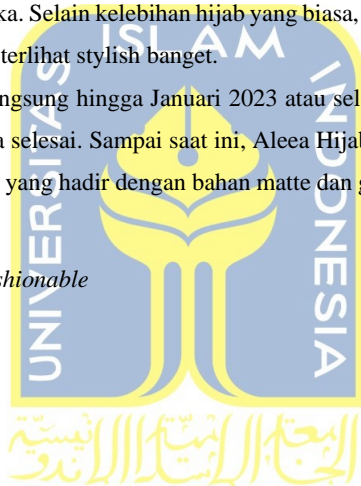 ka. Selain kelebihan hijab yang biasa,
terlihat stylish banget.
ngsung hingga Januari 2023 atau sel
a selesai. Sampai saat ini, Aleea Hijab
yang hadir dengan bahan matte dan g
shionable
UNIVERSITAS
ISLAM
INDONESIA